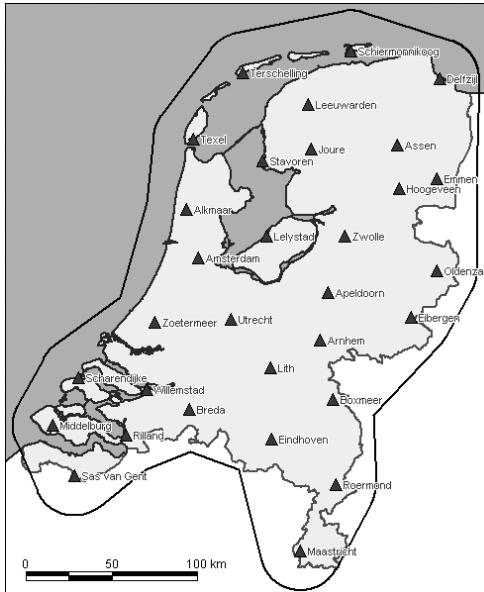 Schiermonnikoog
Terschelling
Delfzijl
Leeuwarden
Texel
Joure
Assen
Stavoren
Emmen
Hoogeveen
Alkmaar
Lelystad
Zwolle
Amsterdam
Oldenza
Apeldoorn
Zoetermeer
Utrecht
Eibergen
Arnhem
Lith
Scharendijke
Willemstad
Boxmeer
Breda
Middelburg
Rilland
Eindhoven
Sas van Gent
Roermond
Maastricht
0 50 100 km